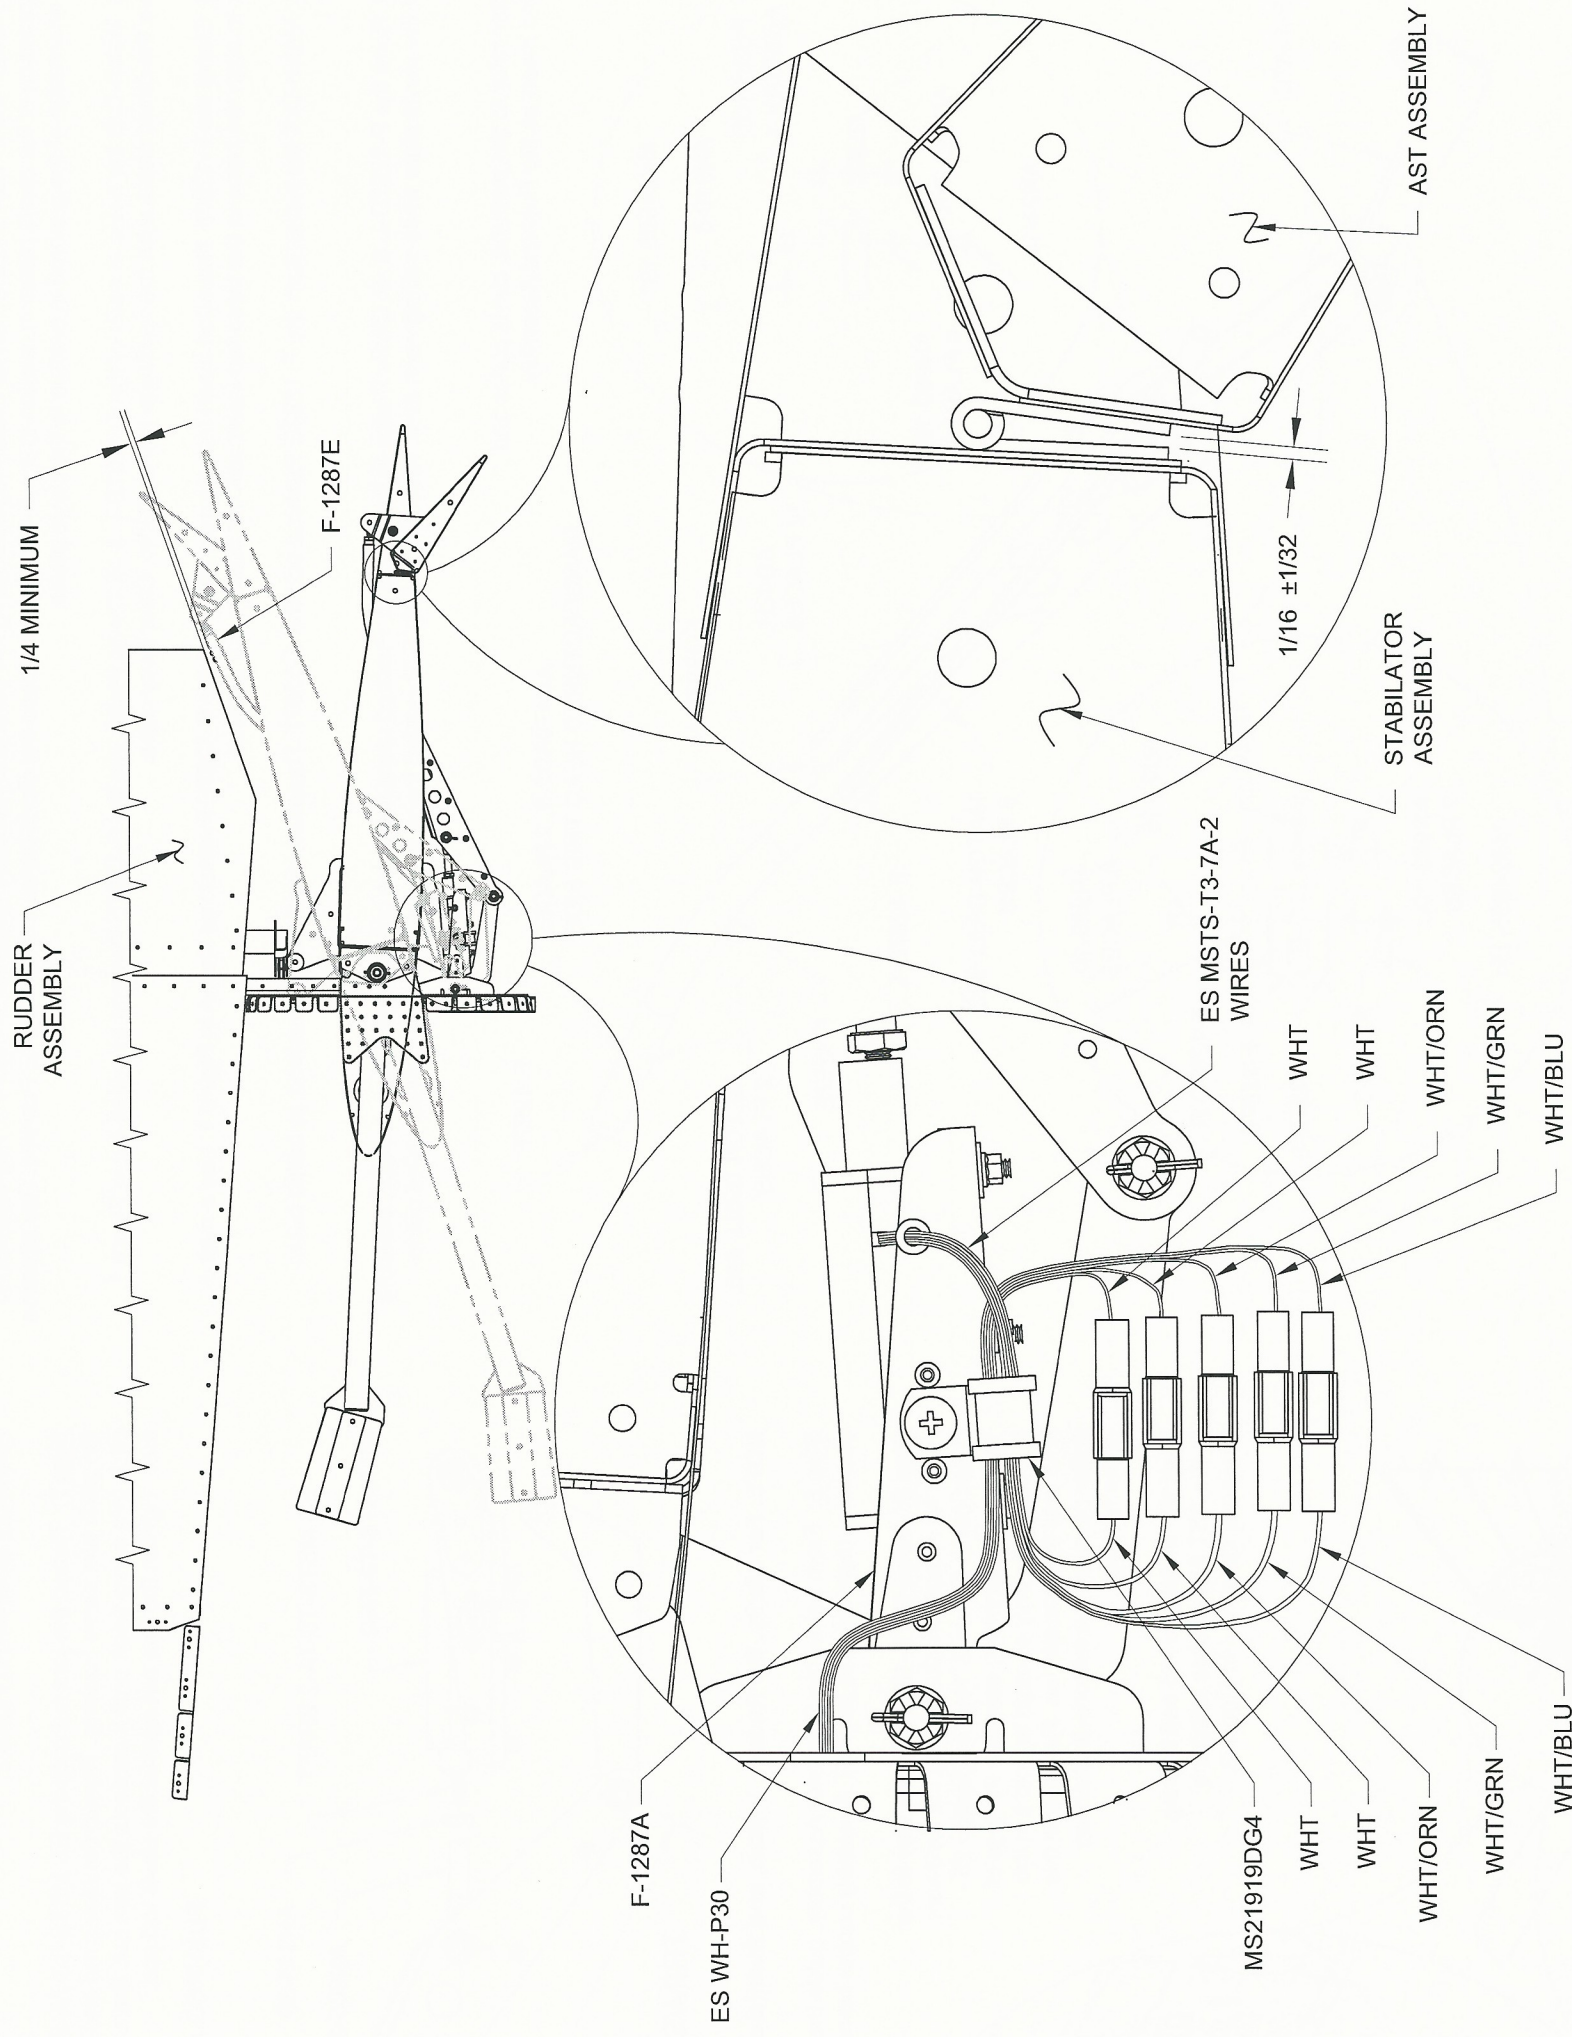 RUDDER
ASSEMBLY
1/4 MINIMUM
F-1287E
F-1287A
ES WH-P30
ES MSTS-T3-7A-2
WIRES
WHT
WHT
WHT/ORN
WHT/GRN
WHT/BLU
MS21919DG4
WHT
WHT
WHT/ORN
WHT/GRN
WHT/BLU
1/16 ±1/32
STABILATOR
ASSEMBLY
AST ASSEMBLY